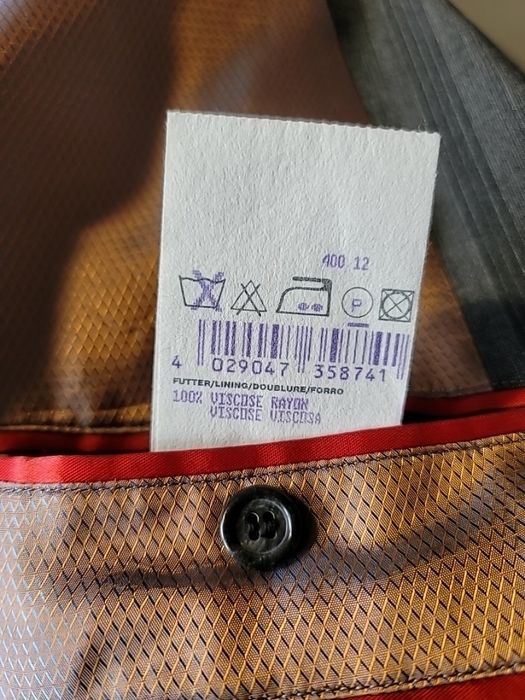 400 12
P
4 029047 358741
FUTTER/LINING/DOUBLURE/FORRO
100% VISCOSE RAYON
VISCOSE VISCOSA